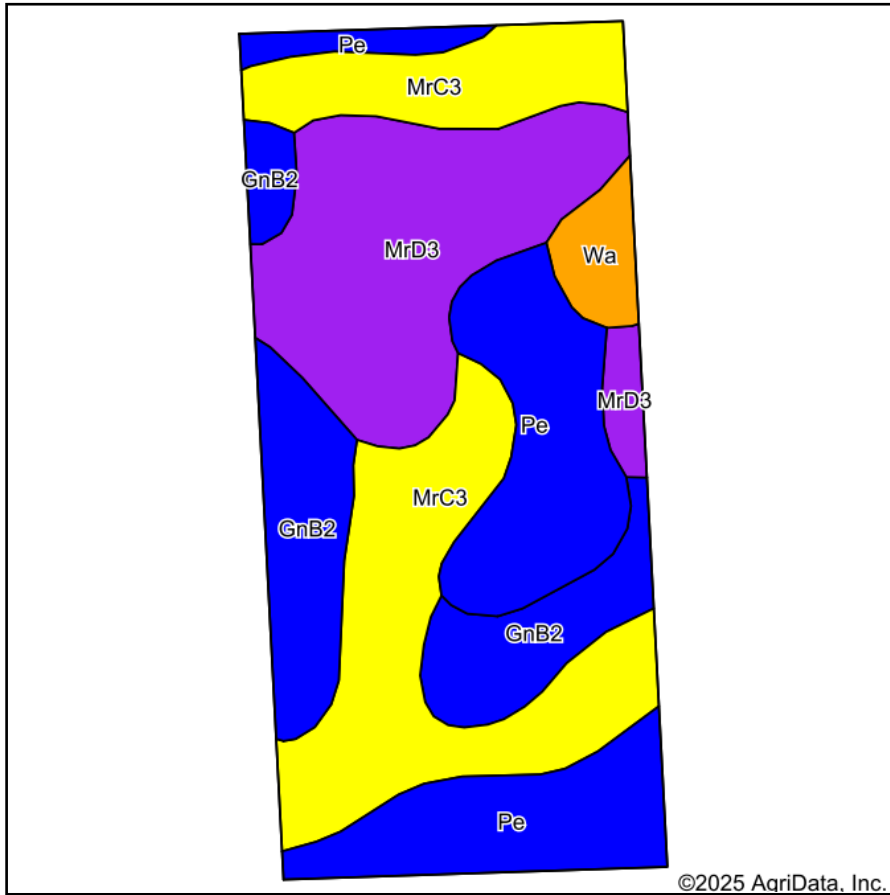 Pe
MrC3
GnB2
MrD3
Wa
MrD3
Pe
MrC3
GnB2
GnB2
Pe
©2025 AgriData, Inc.